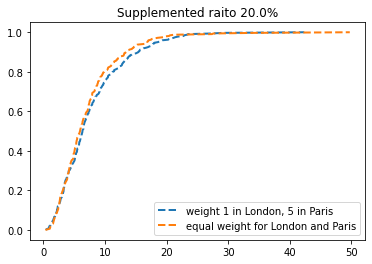 Supplemented raito 20.0%
1.0
0.8
0.6
0.4
0.2
0.0
weight 1 in London, 5 in Paris
equal weight for London and Paris
0 10 20 30 40 50